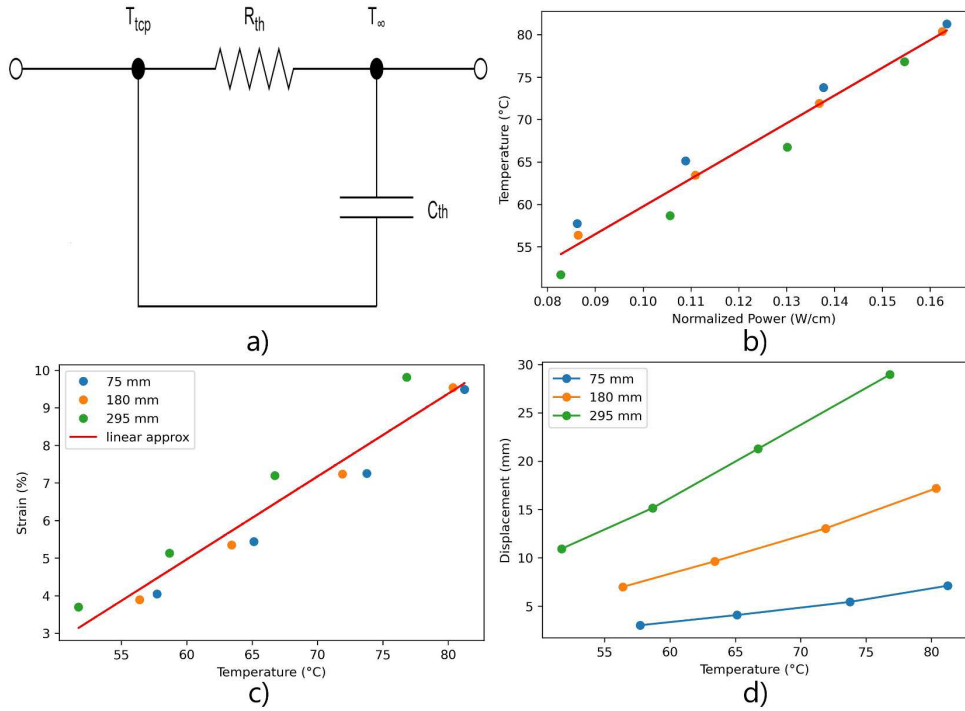 T_tcp R_th T_∞
C_th
a)
Temperature (°C)
80
75
70
65
60
55
0.08 0.09 0.10 0.11 0.12 0.13 0.14 0.15 0.16
Normalized Power (W/cm)
b)
Strain (%)
10
9
8
7
6
5
4
3
75 mm
180 mm
295 mm
linear approx
55 60 65 70 75 80
Temperature (°C)
c)
Displacement (mm)
30
25
20
15
10
5
75 mm
180 mm
295 mm
55 60 65 70 75 80
Temperature (°C)
d)